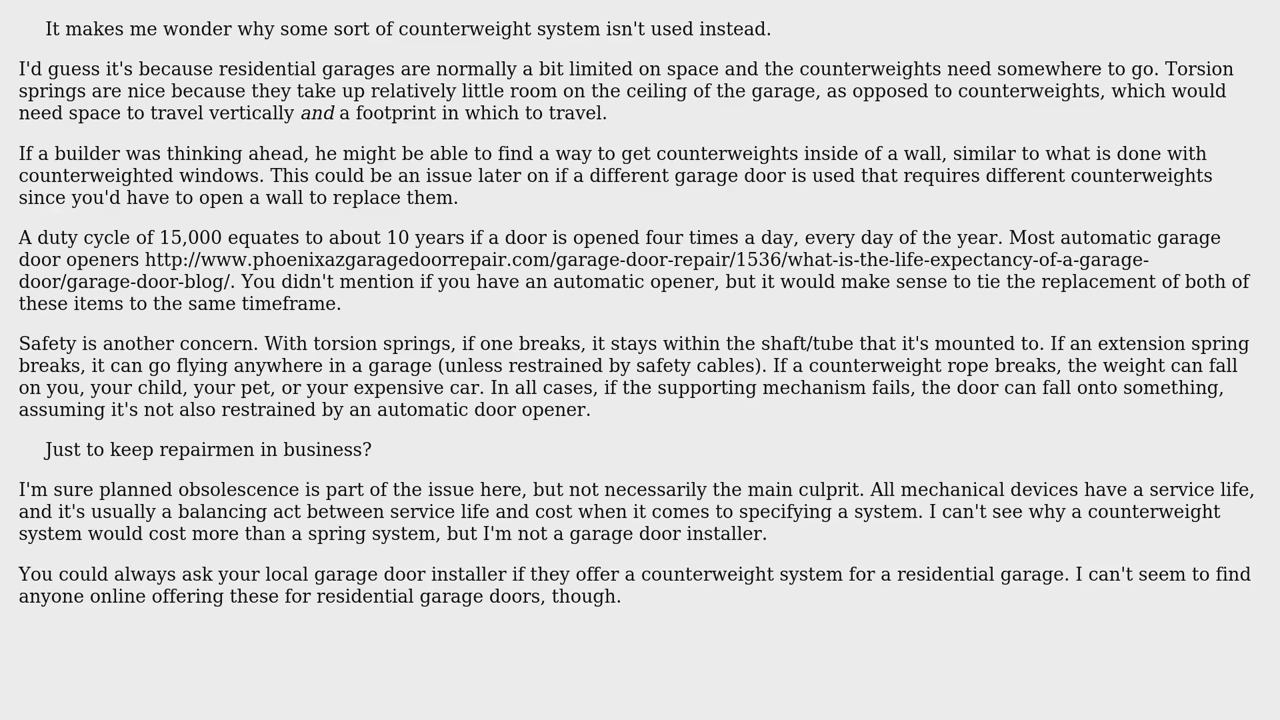 It makes me wonder why some sort of counterweight system isn't used instead.
I'd guess it's because residential garages are normally a bit limited on space and the counterweights need somewhere to go. Torsion
springs are nice because they take up relatively little room on the ceiling of the garage, as opposed to counterweights, which would
need space to travel vertically and a footprint in which to travel.
If a builder was thinking ahead, he might be able to find a way to get counterweights inside of a wall, similar to what is done with
counterweighted windows. This could be an issue later on if a different garage door is used that requires different counterweights
since you'd have to open a wall to replace them.
A duty cycle of 15,000 equates to about 10 years if a door is opened four times a day, every day of the year. Most automatic garage
door openers http://www.phoenixazgaragedoorrepair.com/garage-door-repair/1536/what-is-the-life-expectancy-of-a-garage-
door/garage-door-blog/. You didn't mention if you have an automatic opener, but it would make sense to tie the replacement of both of
these items to the same timeframe.
Safety is another concern. With torsion springs, if one breaks, it stays within the shaft/tube that it's mounted to. If an extension spring
breaks, it can go flying anywhere in a garage (unless restrained by safety cables). If a counterweight rope breaks, the weight can fall
on you, your child, your pet, or your expensive car. In all cases, if the supporting mechanism fails, the door can fall onto something,
assuming it's not also restrained by an automatic door opener.
Just to keep repairmen in business?
I'm sure planned obsolescence is part of the issue here, but not necessarily the main culprit. All mechanical devices have a service life,
and it's usually a balancing act between service life and cost when it comes to specifying a system. I can't see why a counterweight
system would cost more than a spring system, but I'm not a garage door installer.
You could always ask your local garage door installer if they offer a counterweight system for a residential garage. I can't seem to find
anyone online offering these for residential garage doors, though.